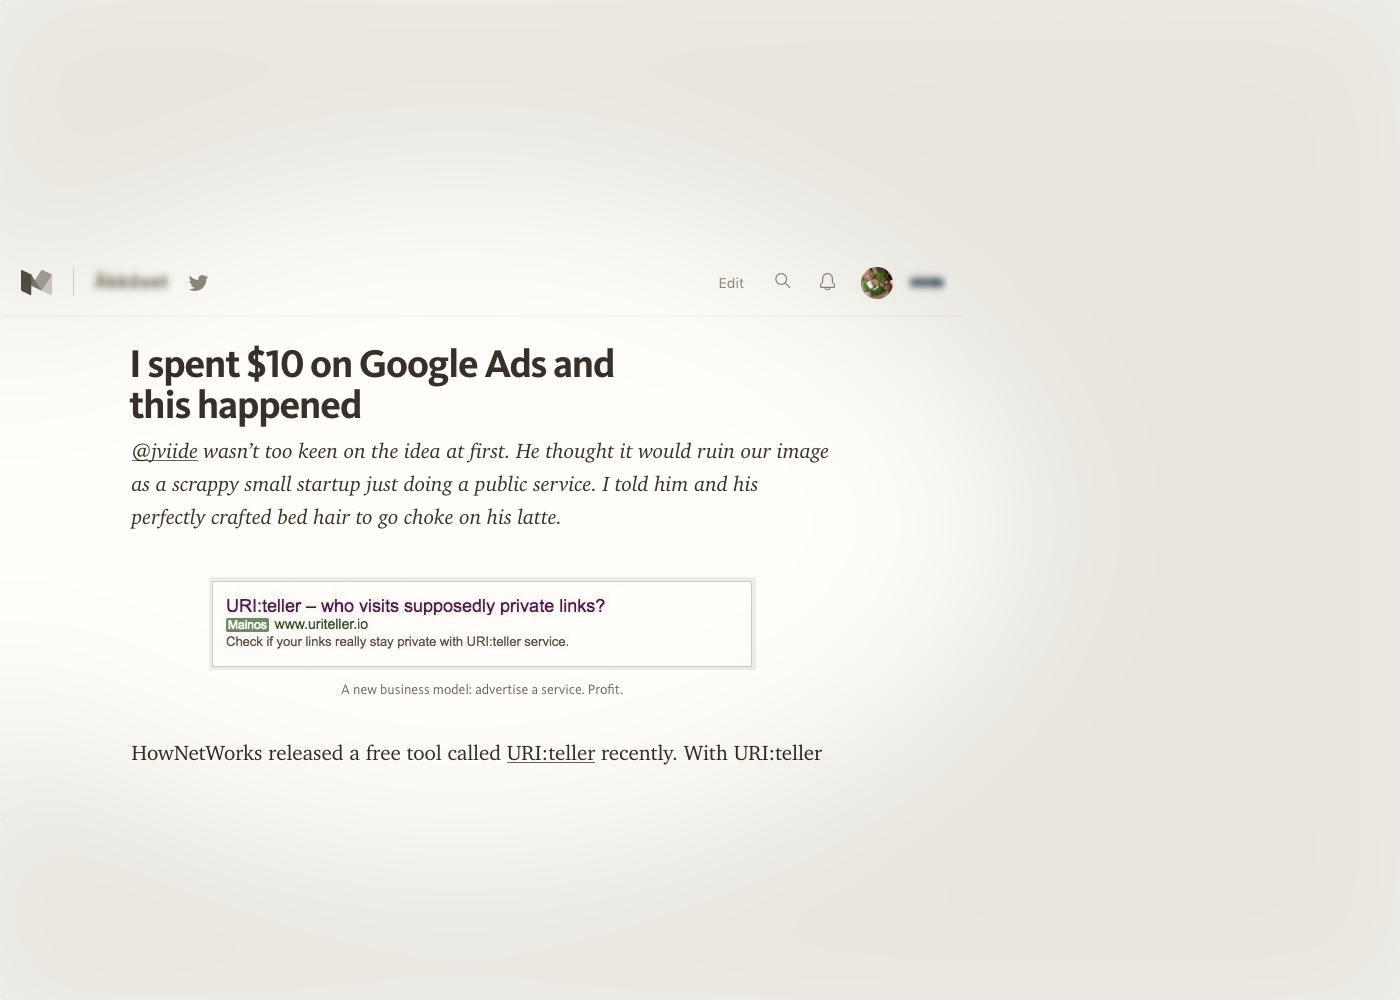 Edit
I spent $10 on Google Ads and
this happened
@jviide wasn’t too keen on the idea at first. He thought it would ruin our image
as a scrappy small startup just doing a public service. I told him and his
perfectly crafted bed hair to go choke on his latte.
URI:teller – who visits supposedly private links?
Mainos www.uriteller.io
Check if your links really stay private with URI:teller service.
A new business model: advertise a service. Profit.
HowNetWorks released a free tool called URI:teller recently. With URI:teller